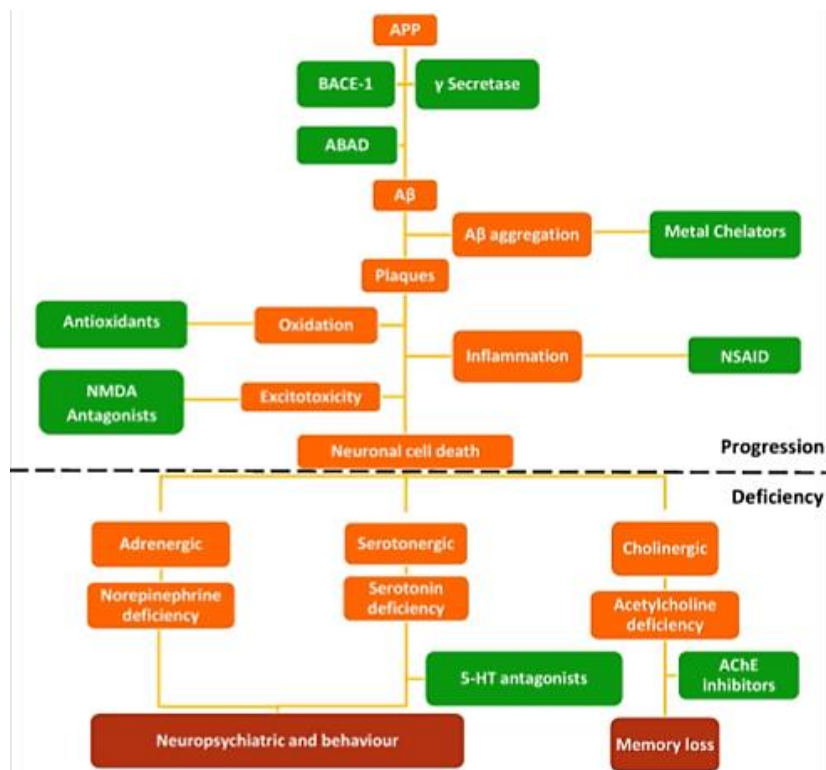 APP
BACE-1
γ Secretase
ABAD
Aβ
Aβ aggregation
Metal Chelators
Plaques
Antioxidants
Oxidation
Inflammation
NSAID
NMDA
Antagonists
Excitotoxicity
Neuronal cell death
Progression
Deficiency
Adrenergic
Serotonergic
Cholinergic
Norepinephrine
deficiency
Serotonin
deficiency
Acetylcholine
deficiency
5-HT antagonists
AChE
inhibitors
Neuropsychiatric and behaviour
Memory loss